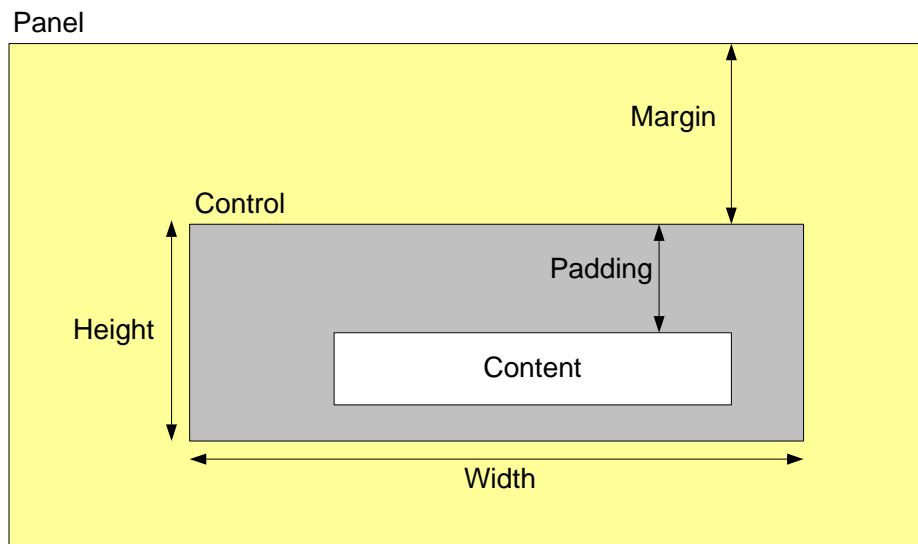 Panel
Margin
Control
Padding
Height
Content
Width